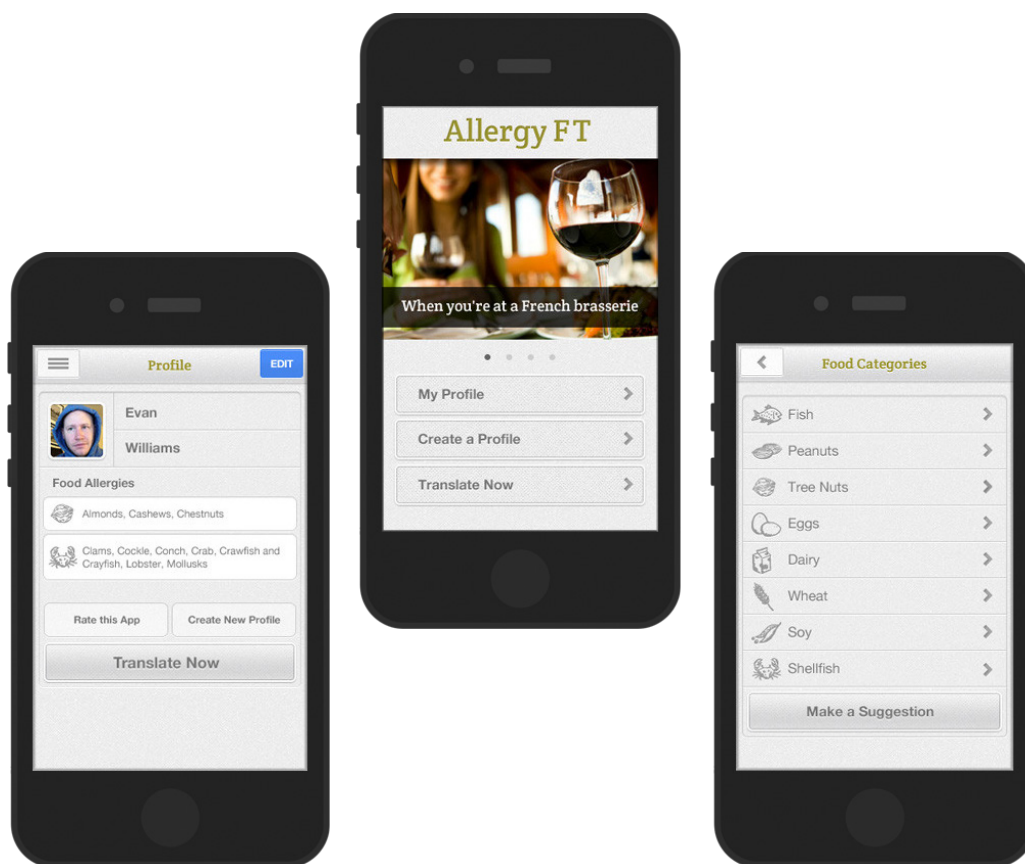 Allergy FT
When you're at a French brasserie
My Profile
Create a Profile
Translate Now
Profile
EDIT
Evan
Williams
Food Allergies
Almonds, Cashews, Chestnuts
Clams, Cockle, Conch, Crab, Crawfish and
Crayfish, Lobster, Mollusks
Rate this App
Create New Profile
Translate Now
Food Categories
Fish
Peanuts
Tree Nuts
Eggs
Dairy
Wheat
Soy
Shellfish
Make a Suggestion